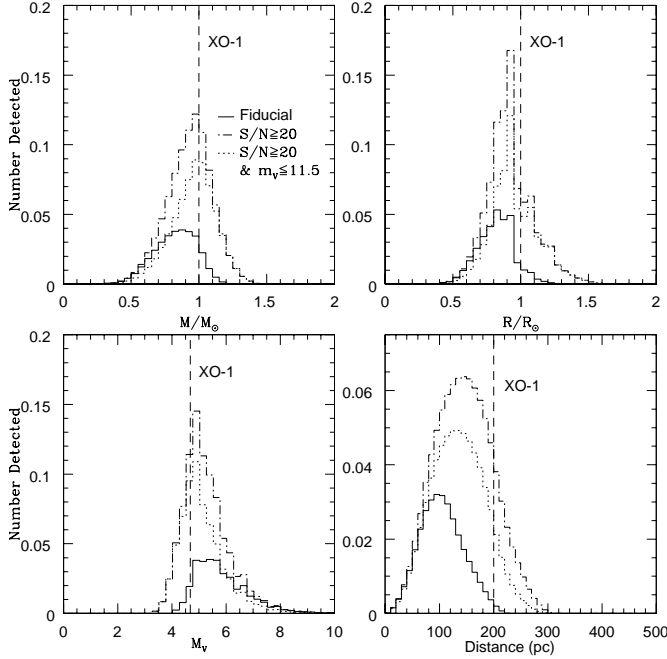 0.2
0.15
0.1
0.05
0
Number Detected
XO-1
Fiducial
S/N≧20
S/N≧20
& mᵥ≦11.5
0 0.5 1 1.5 2
M/M☉
0.2
0.15
0.1
0.05
0
XO-1
0 0.5 1 1.5 2
R/R☉
0.2
0.15
0.1
0.05
0
Number Detected
XO-1
0 2 4 6 8 10
Mᵥ
0.06
0.04
0.02
0
XO-1
0 100 200 300 400 500
Distance (pc)